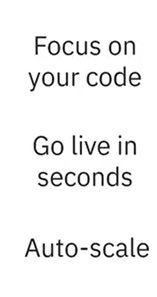 Focus on
your code
Go live in
seconds
Auto-scale